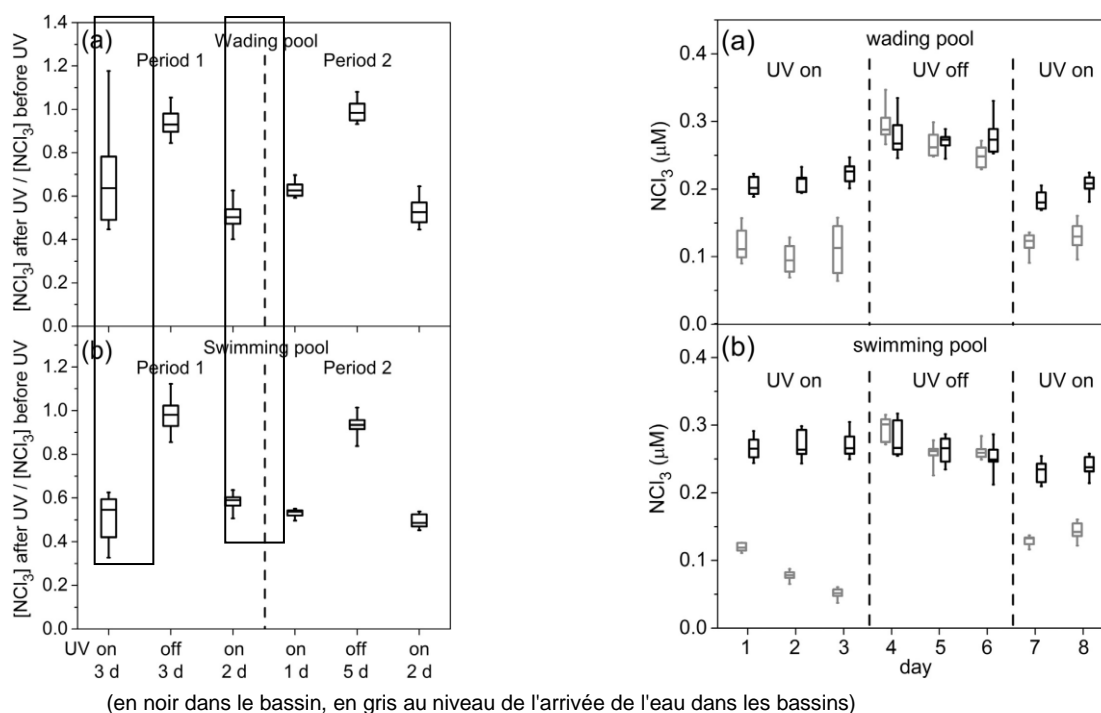 [NCl3] after UV / [NCl3] before UV
1.4
1.2
1.0
0.8
0.6
0.4
0.2
0.0
(a)
Wading pool
Period 1
Period 2
[NCl3] after UV / [NCl3] before UV
1.2
1.0
0.8
0.6
0.4
0.2
0.0
(b)
Swimming pool
Period 1
Period 2
UV on off on on off on
3 d 3 d 2 d 1 d 5 d 2 d
NCl3 (μM)
0.4
0.3
0.2
0.1
0.0
(a)
wading pool
UV on
UV off
UV on
NCl3 (μM)
0.4
0.3
0.2
0.1
0.0
(b)
swimming pool
UV on
UV off
UV on
1 2 3 4 5 6 7 8
day
(en noir dans le bassin, en gris au niveau de l'arrivée de l'eau dans les bassins)